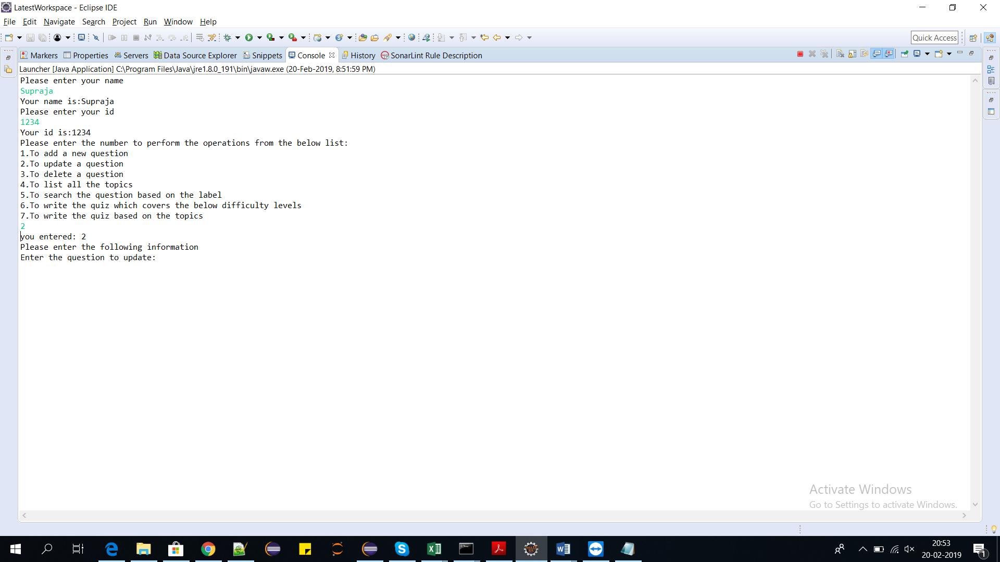 LatestWorkspace - Eclipse IDE
File Edit Navigate Search Project Run Window Help
Quick Access
Markers Properties Servers Data Source Explorer Snippets Console History SonarLint Rule Description
Launcher [Java Application] C:\Program Files\Java\jre1.8.0_191\bin\javaw.exe (20-Feb-2019, 8:51:59 PM)
Please enter your name
Supraja
Your name is:Supraja
Please enter your id
1234
Your id is:1234
Please enter the number to perform the operations from the below list:
1.To add a new question
2.To update a question
3.To delete a question
4.To list all the topics
5.To search the question based on the label
6.To write the quiz which covers the below difficulty levels
7.To write the quiz based on the topics
2
you entered: 2
Please enter the following information
Enter the question to update:
Activate Windows
Go to Settings to activate Windows.
20:53
20-02-2019
1